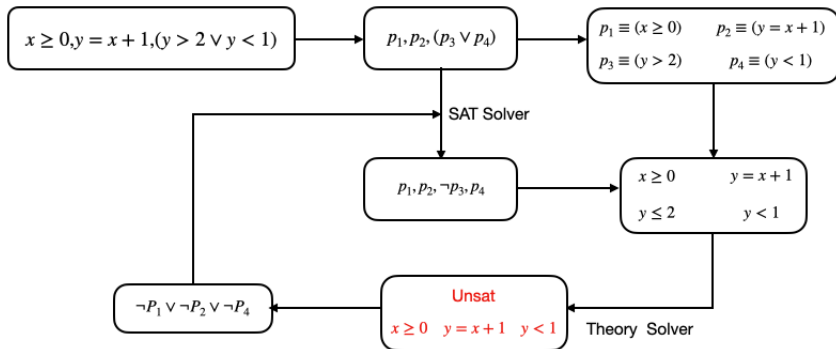 x ≥ 0,y = x + 1,(y > 2 ∨ y < 1)
p₁, p₂, (p₃ ∨ p₄)
p₁ ≡ (x ≥ 0) p₂ ≡ (y = x + 1)
p₃ ≡ (y > 2) p₄ ≡ (y < 1)
SAT Solver
p₁, p₂, ¬p₃, p₄
x ≥ 0 y = x + 1
y ≤ 2 y < 1
¬P₁ ∨ ¬P₂ ∨ ¬P₄
Unsat
x ≥ 0 y = x + 1 y < 1
Theory Solver